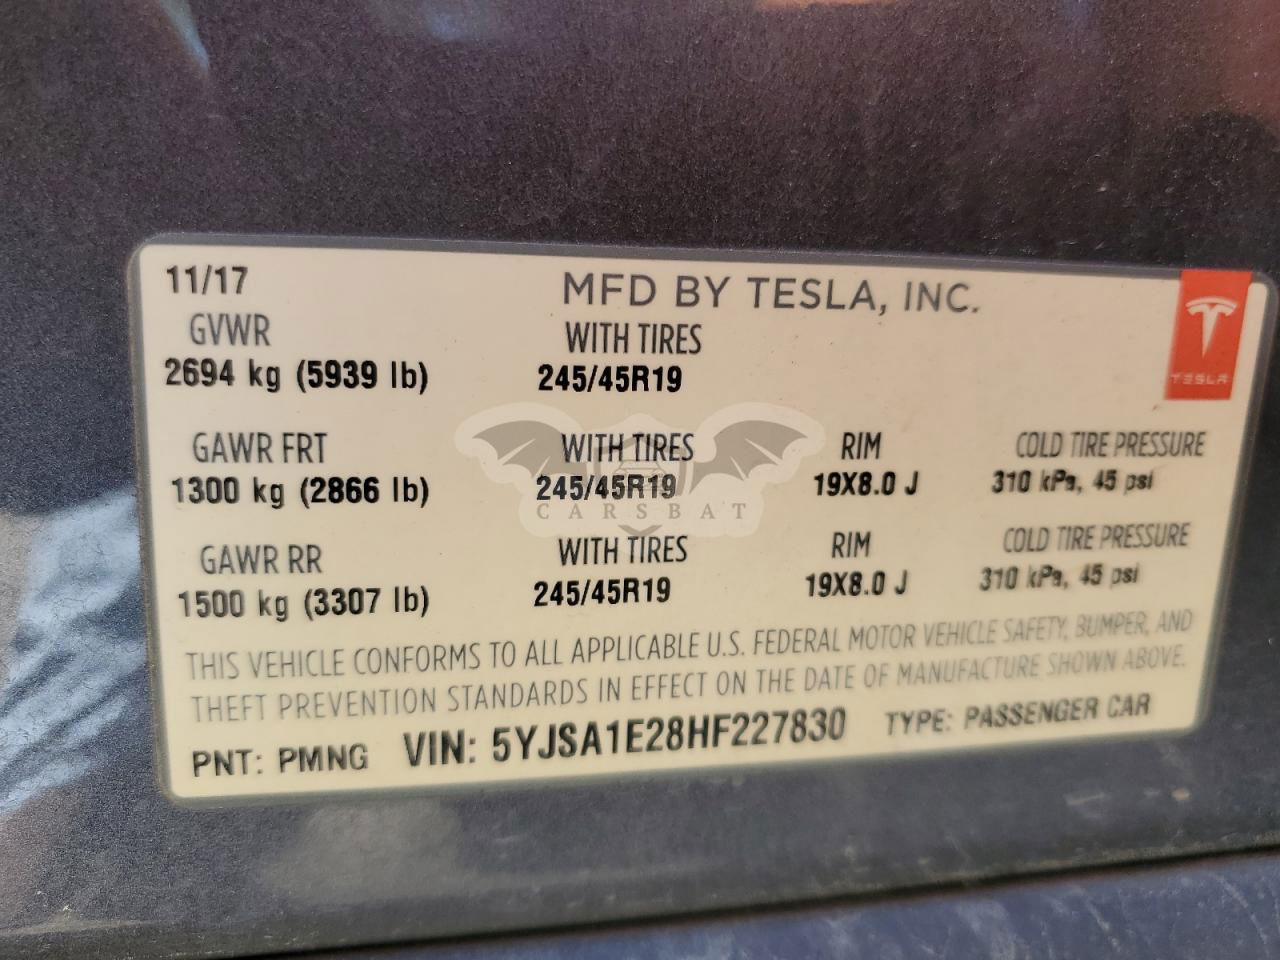 11/17 MFD BY TESLA, INC.
GVWR WITH TIRES
2694 kg (5939 lb) 245/45R19
TESLA
GAWR FRT WITH TIRES RIM COLD TIRE PRESSURE
1300 kg (2866 lb) 245/45R19 19X8.0 J 310 kPa, 45 psi
CARSBAT
GAWR RR WITH TIRES RIM COLD TIRE PRESSURE
1500 kg (3307 lb) 245/45R19 19X8.0 J 310 kPa, 45 psi
THIS VEHICLE CONFORMS TO ALL APPLICABLE U.S. FEDERAL MOTOR VEHICLE SAFETY, BUMPER, AND
THEFT PREVENTION STANDARDS IN EFFECT ON THE DATE OF MANUFACTURE SHOWN ABOVE.
PNT: PMNG VIN: 5YJSA1E28HF227830 TYPE: PASSENGER CAR